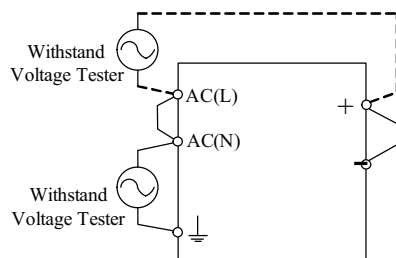 Withstand
Voltage Tester
AC(L)
+
AC(N)
-
Withstand
Voltage Tester